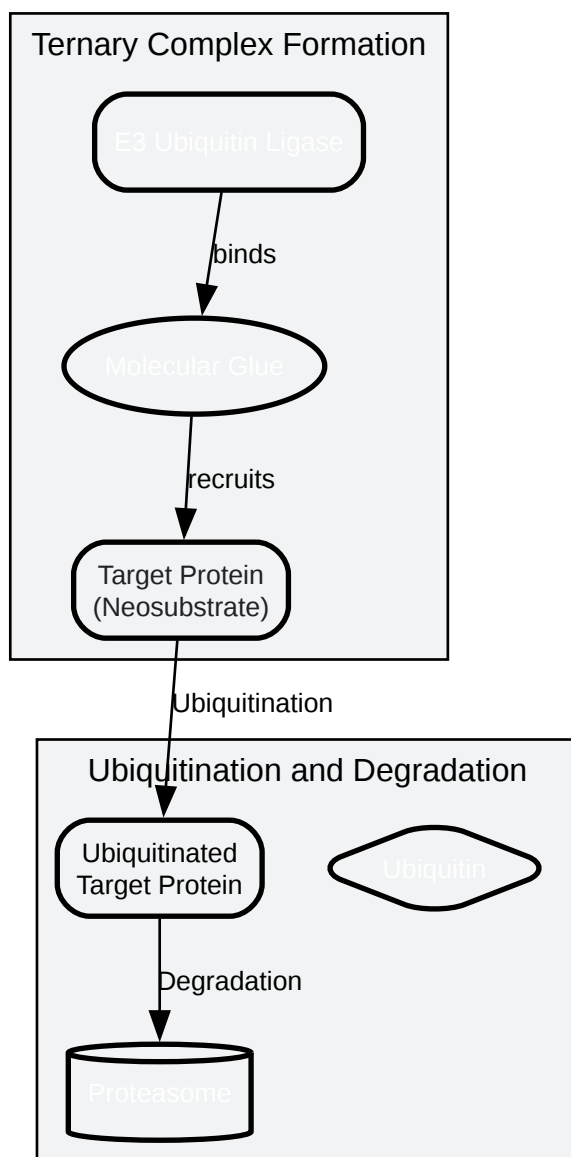 Ternary Complex Formation
E3 Ubiquitin Ligase
binds
Molecular Glue
recruits
Target Protein
(Neosubstrate)
Ubiquitination
Ubiquitination and Degradation
Ubiquitinated
Target Protein
Ubiquitin
Degradation
Proteasome